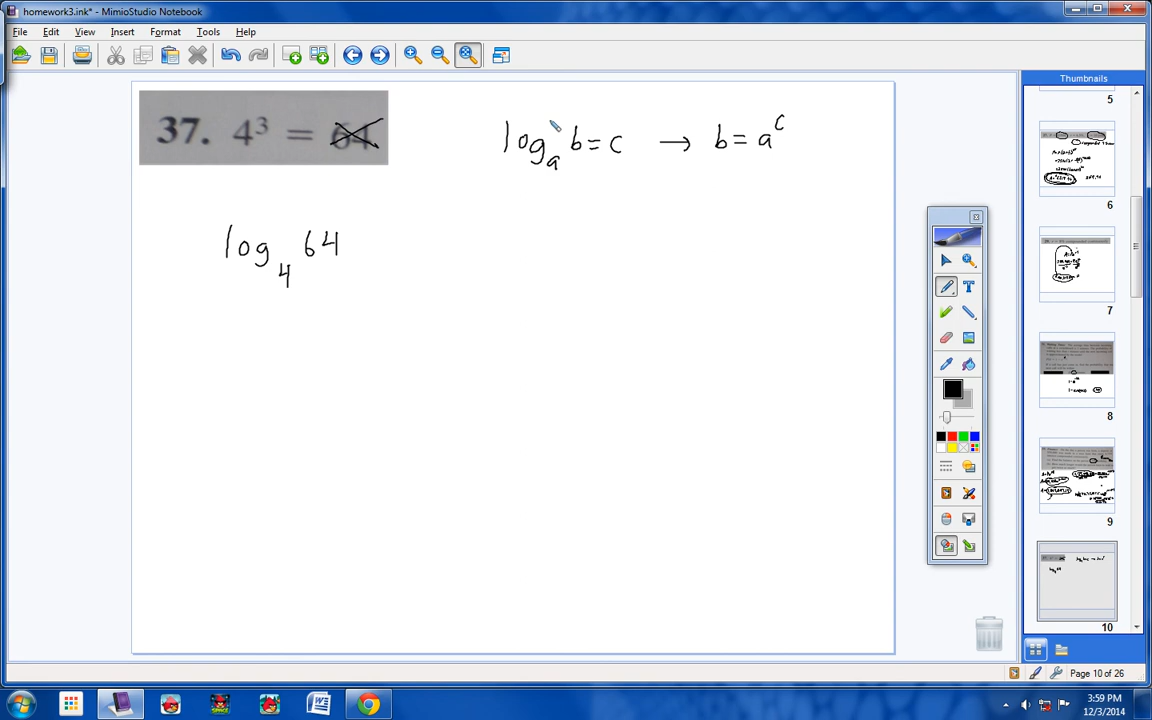 homework3.ink* - MimioStudio Notebook
File Edit View Insert Format Tools Help
Thumbnails
37. 4³ = 64
log_a b = c → b = a^c
log_4 64
5
6
7
8
9
10
Page 10 of 26
3:59 PM
12/3/2014